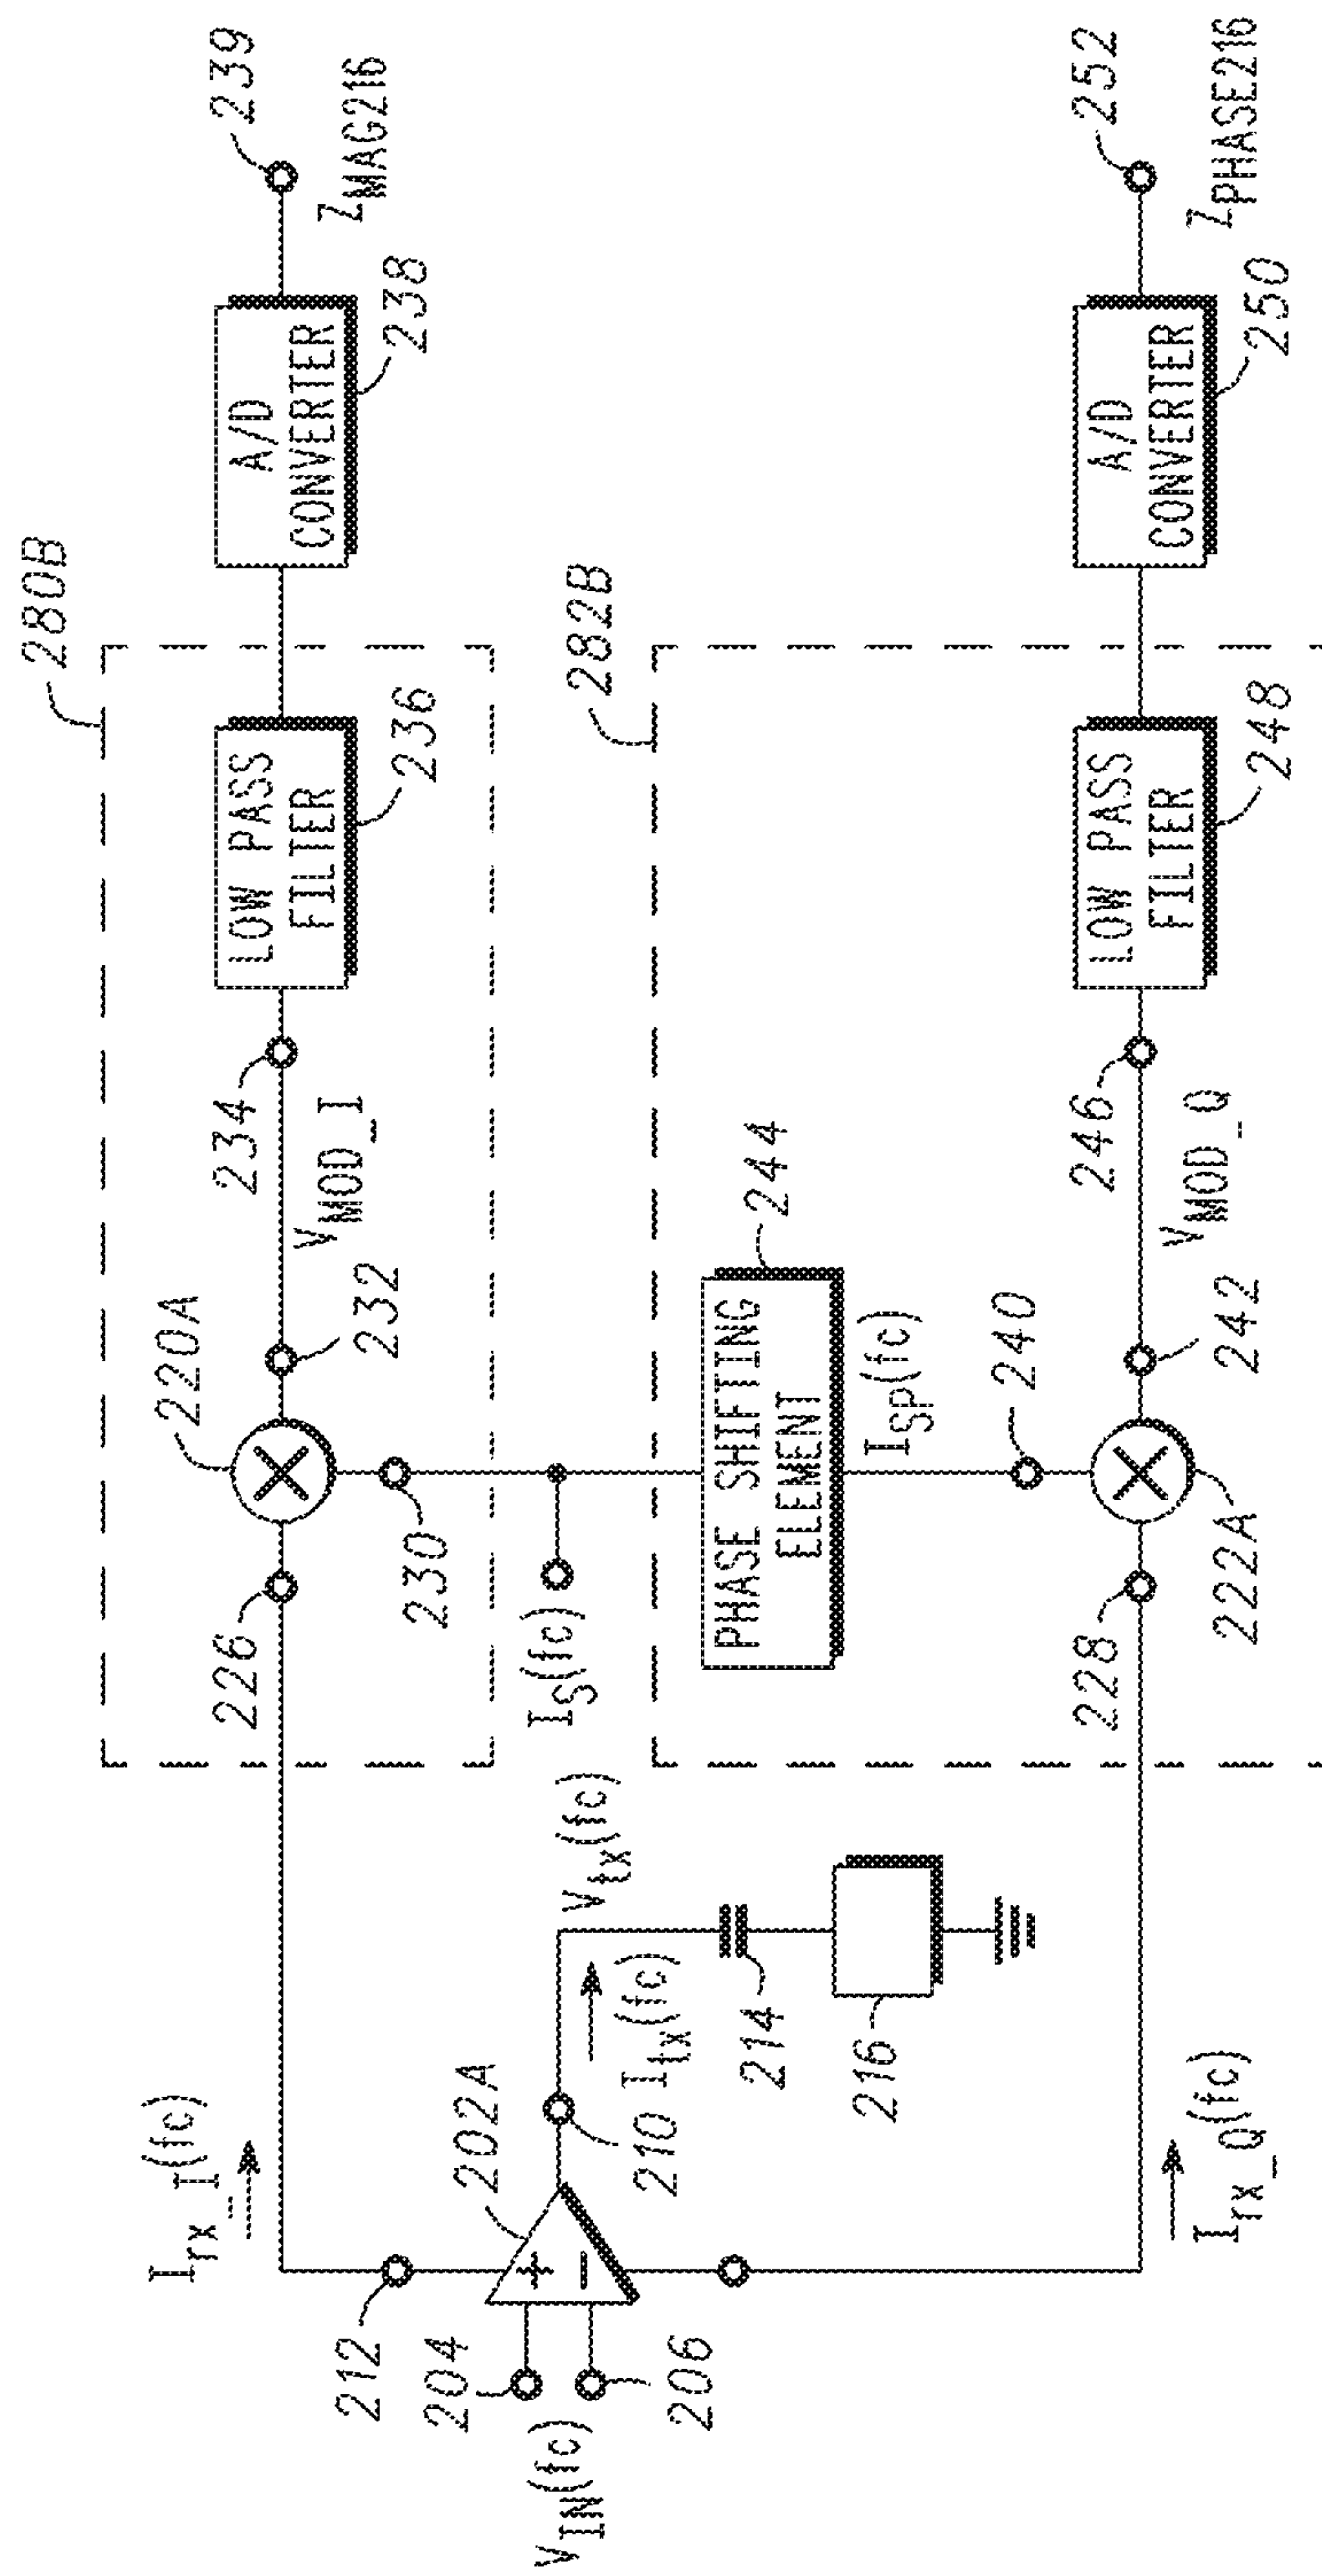 280B
239
220A
I_rx_I(fc)
226
232
234
V_MOD_I
LOW PASS
FILTER
236
A/D
CONVERTER
238
Z_MAG216
212
202A
204
V_IN(fc)
206
210
I_tx(fc)
V_tx(fc)
214
216
230
I_S(fc)
282B
PHASE SHIFTING
ELEMENT
244
I_SP(fc)
240
252
I_rx_Q(fc)
228
222A
242
246
V_MOD_Q
LOW PASS
FILTER
248
A/D
CONVERTER
250
Z_PHASE216